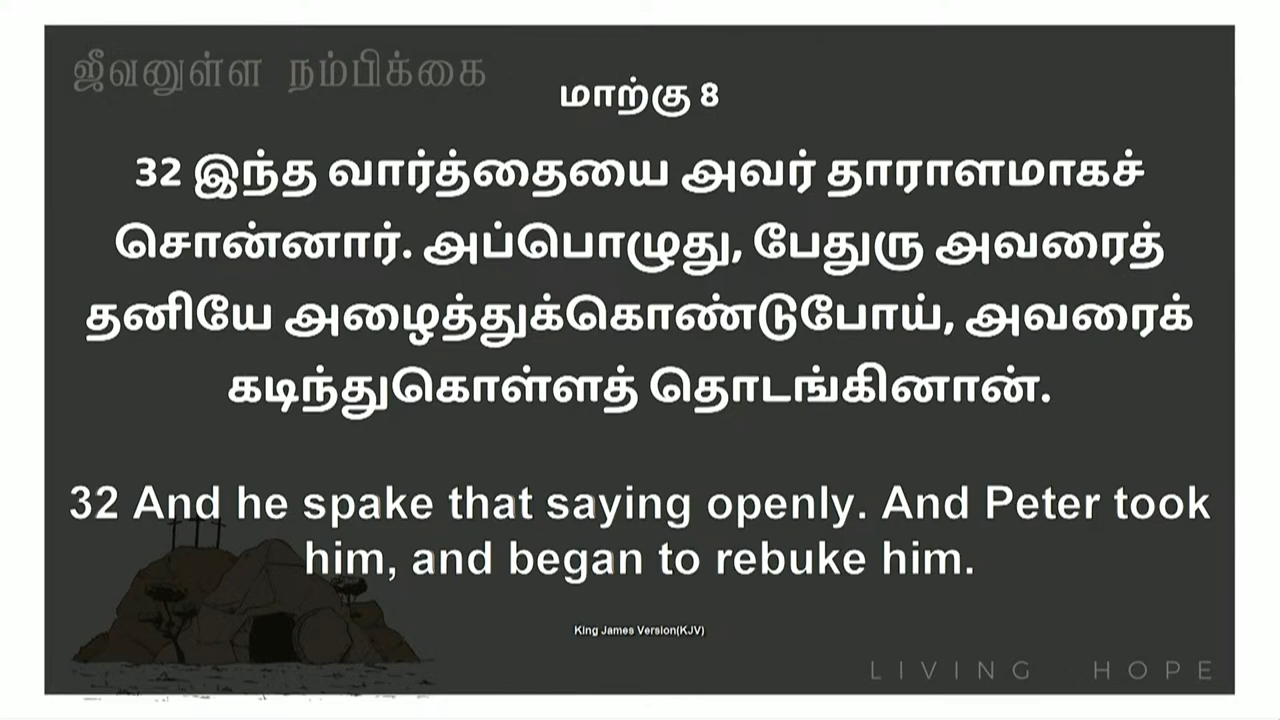 ஜீவனுள்ள நம்பிக்கை
மாற்கு 8
32 இந்த வார்த்தையை அவர் தாராளமாகச்
சொன்னார். அப்பொழுது, பேதுரு அவரைத்
தனியே அழைத்துக்கொண்டுபோய், அவரைக்
கடிந்துகொள்ளத் தொடங்கினான்.
32 And he spake that saying openly. And Peter took
him, and began to rebuke him.
King James Version(KJV)
LIVING HOPE